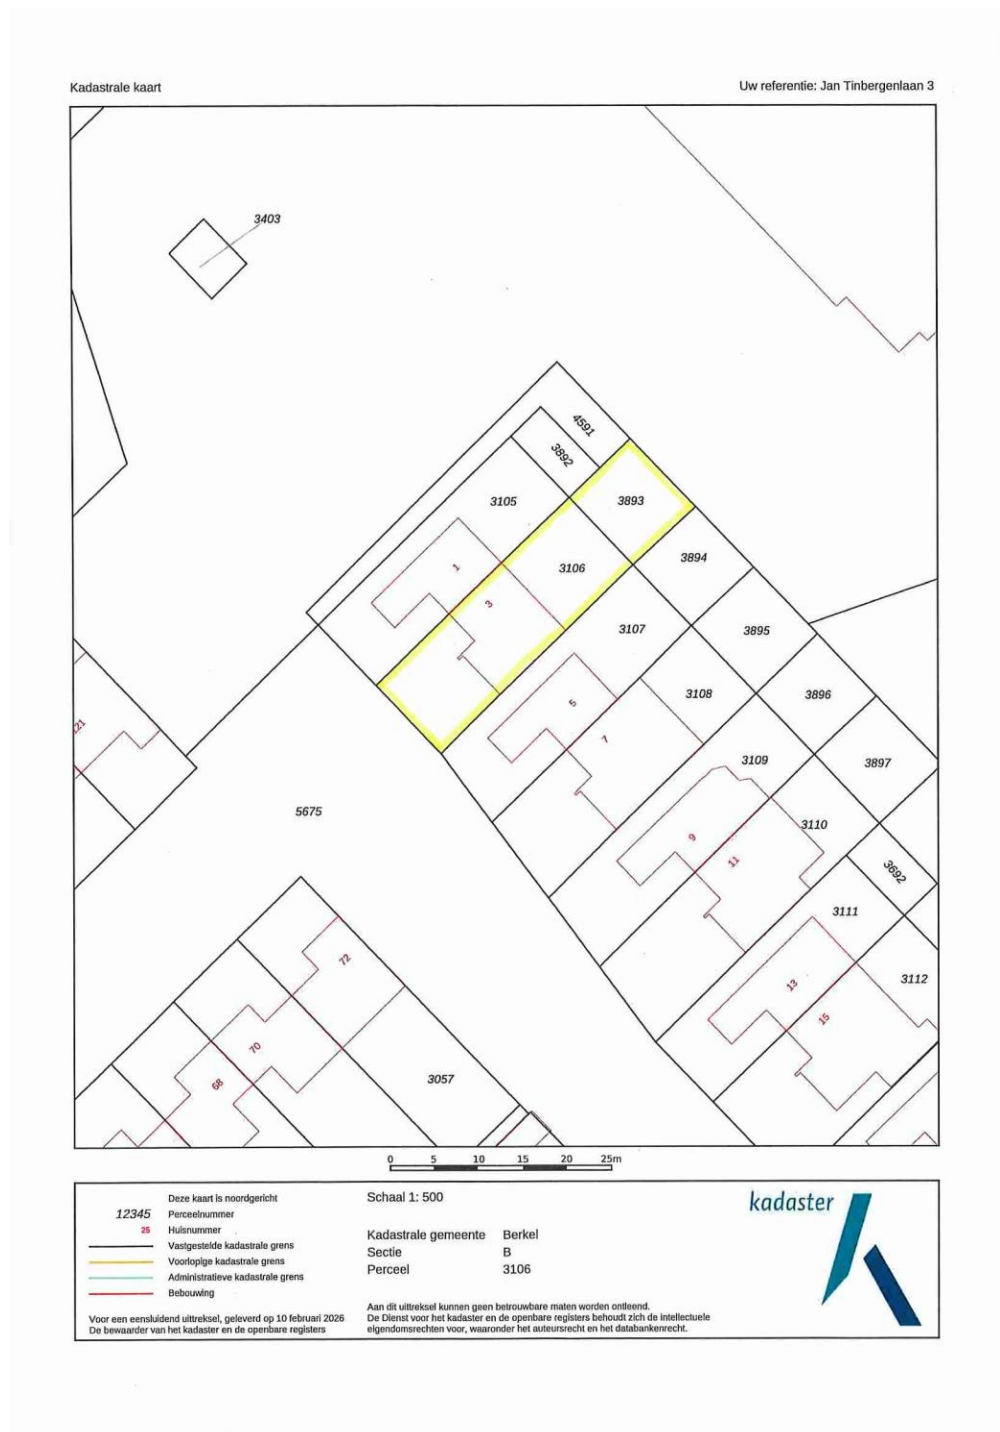 Kadastrale kaart
Uw referentie: Jan Tinbergenlaan 3
3403
4591
3892
3893
3105
3106
3894
1
3
3107
3895
3108
3896
5
7
3109
3897
121
5675
3110
9
11
3692
3111
72
3112
13
15
70
68
3057
0 5 10 15 20 25m
Deze kaart is noordgericht
12345 Perceelnummer
25 Huisnummer
Vastgestelde kadastrale grens
Voorlopige kadastrale grens
Administratieve kadastrale grens
Bebouwing
Voor een eensluidend uittreksel, geleverd op 10 februari 2026
De bewaarder van het kadaster en de openbare registers
Schaal 1: 500
Kadastrale gemeente Berkel
Sectie B
Perceel 3106
Aan dit uittreksel kunnen geen betrouwbare maten worden ontleend.
De Dienst voor het kadaster en de openbare registers behoudt zich de intellectuele
eigendomsrechten voor, waaronder het auteursrecht en het databankenrecht.
kadaster